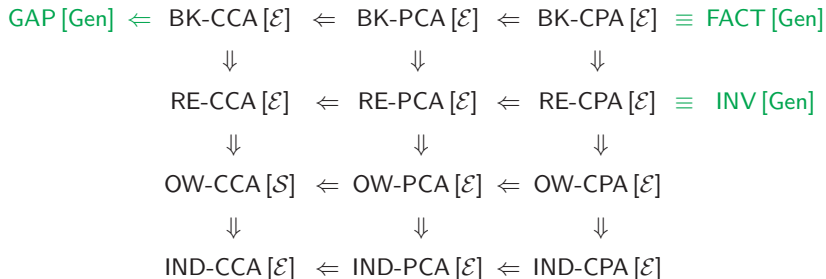 GAP [Gen] ⇐ BK-CCA [ℰ] ⇐ BK-PCA [ℰ] ⇐ BK-CPA [ℰ] ≡ FACT [Gen]
⇓ ⇓ ⇓
RE-CCA [ℰ] ⇐ RE-PCA [ℰ] ⇐ RE-CPA [ℰ] ≡ INV [Gen]
⇓ ⇓ ⇓
OW-CCA [𝒮] ⇐ OW-PCA [ℰ] ⇐ OW-CPA [ℰ]
⇓ ⇓ ⇓
IND-CCA [ℰ] ⇐ IND-PCA [ℰ] ⇐ IND-CPA [ℰ]